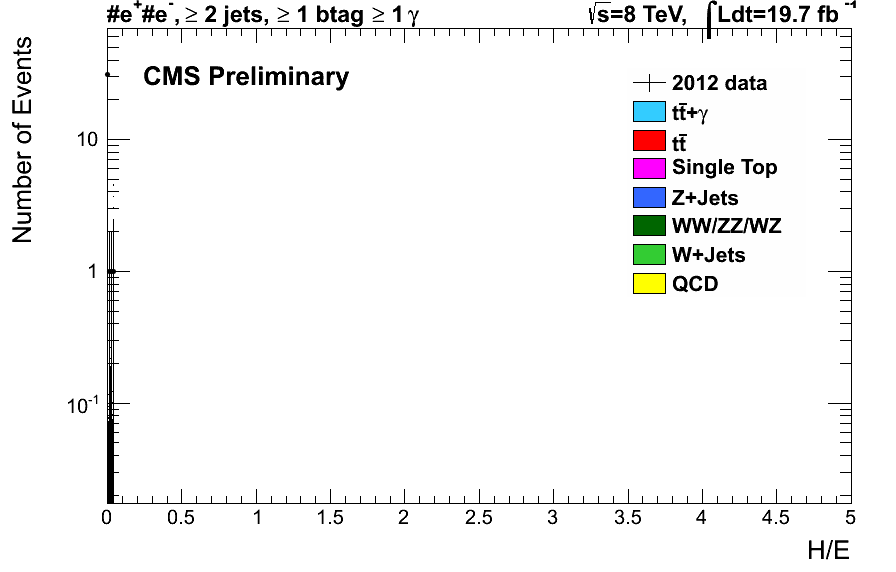 #e⁺#e⁻, ≥ 2 jets, ≥ 1 btag ≥ 1 γ
√s=8 TeV, ∫Ldt=19.7 fb⁻¹
CMS Preliminary
2012 data
tt̄+γ
tt̄
Single Top
Z+Jets
WW/ZZ/WZ
W+Jets
QCD
Number of Events
10
1
10⁻¹
0 0.5 1 1.5 2 2.5 3 3.5 4 4.5 5
H/E